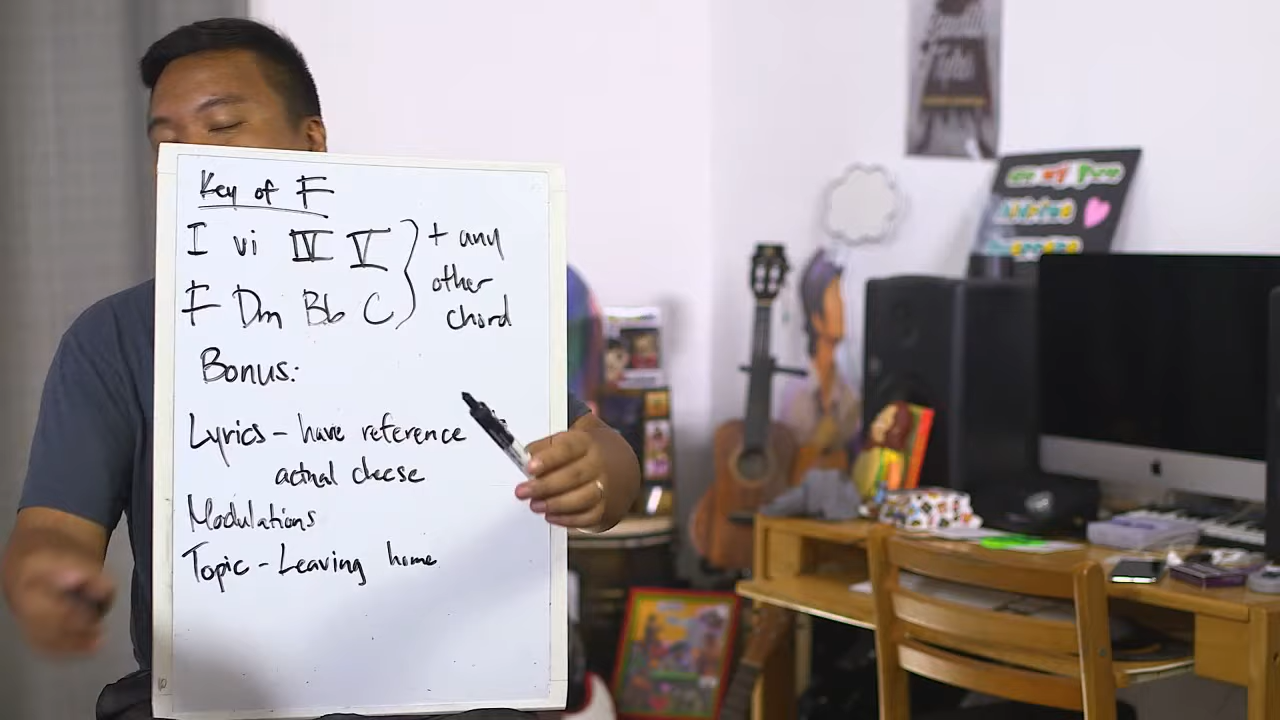 Key of F
I vi IV V } + any
other
F Dm Bb C chord
Bonus:
Lyrics - have reference
actual cheese
Modulations
Topic - Leaving home